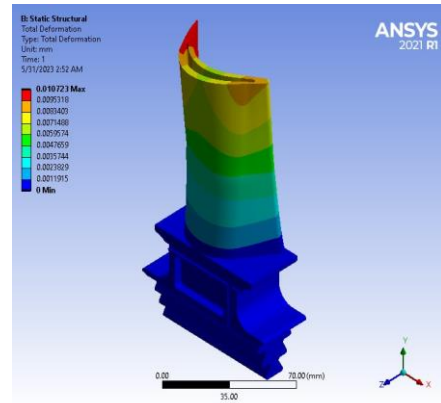 B: Static Structural
Total Deformation
Type: Total Deformation
Unit: mm
Time: 1
5/31/2023 2:52 AM
0.010723 Max
0.0095318
0.0083403
0.0071488
0.0059574
0.0047659
0.0035744
0.0023829
0.0011915
0 Min
ANSYS
2021 R1
0.00
70.00 (mm)
35.00
Y
Z
X